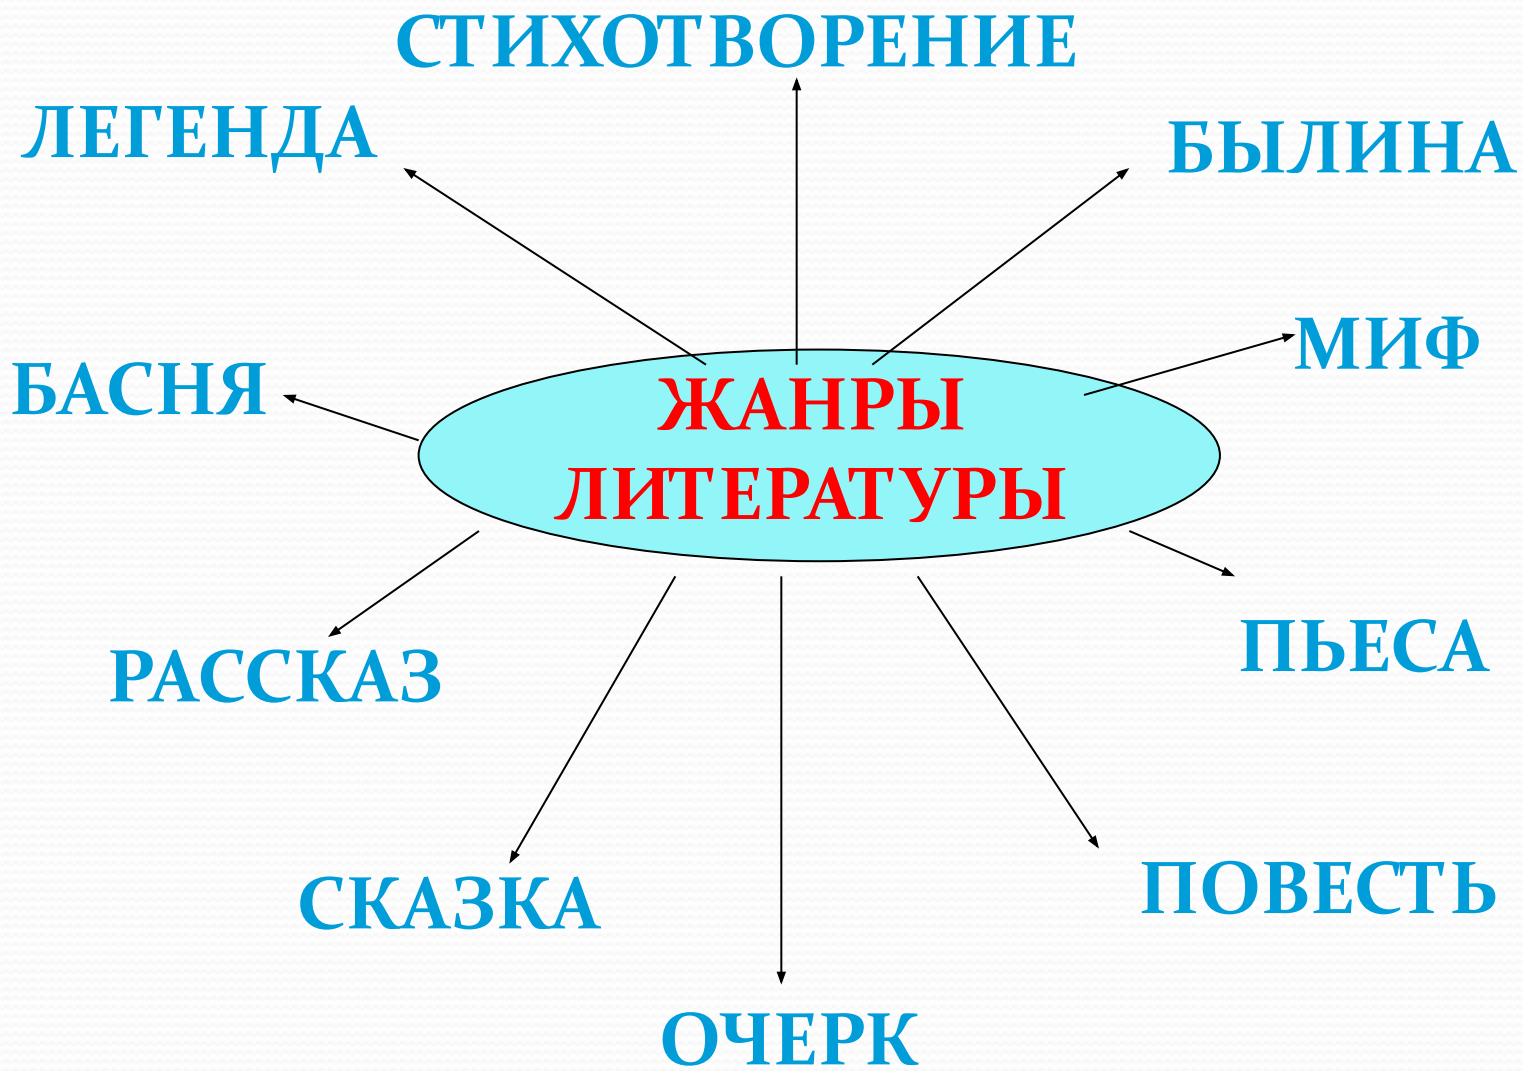 СТИХОТВОРЕНИЕ
ЛЕГЕНДА
БЫЛИНА
МИФ
БАСНЯ
ЖАНРЫ
ЛИТЕРАТУРЫ
ПЬЕСА
РАССКАЗ
ПОВЕСТЬ
СКАЗКА
ОЧЕРК